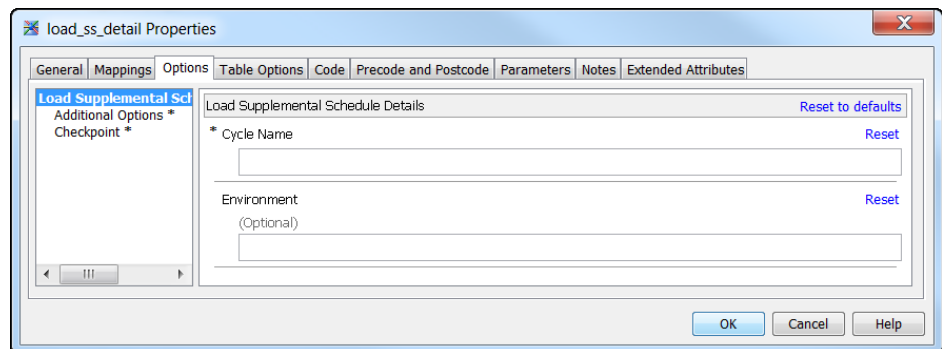 load_ss_detail Properties
X
General Mappings Options Table Options Code Precode and Postcode Parameters Notes Extended Attributes
Load Supplemental Sch
Additional Options *
Checkpoint *
Load Supplemental Schedule Details Reset to defaults
* Cycle Name Reset
Environment Reset
(Optional)
OK Cancel Help